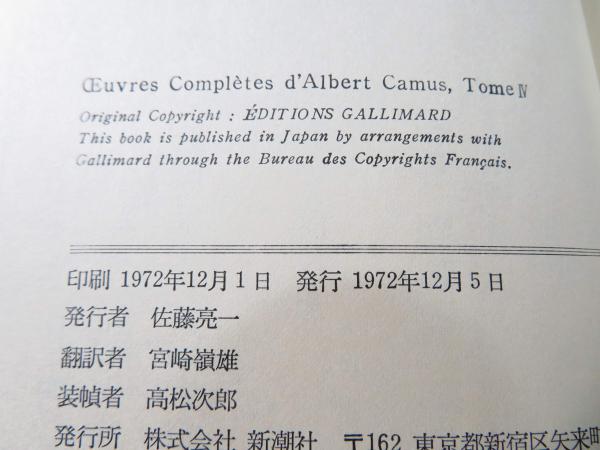 Œuvres Complètes d'Albert Camus, Tome Ⅳ
Original Copyright : ÉDITIONS GALLIMARD
This book is published in Japan by arrangements with
Gallimard through the Bureau des Copyrights Français.
印刷 1972年12月1日 発行 1972年12月5日
発行者 佐藤亮一
翻訳者 宮崎嶺雄
装幀者 高松次郎
発行所 株式会社 新潮社 〒162 東京都新宿区矢来町